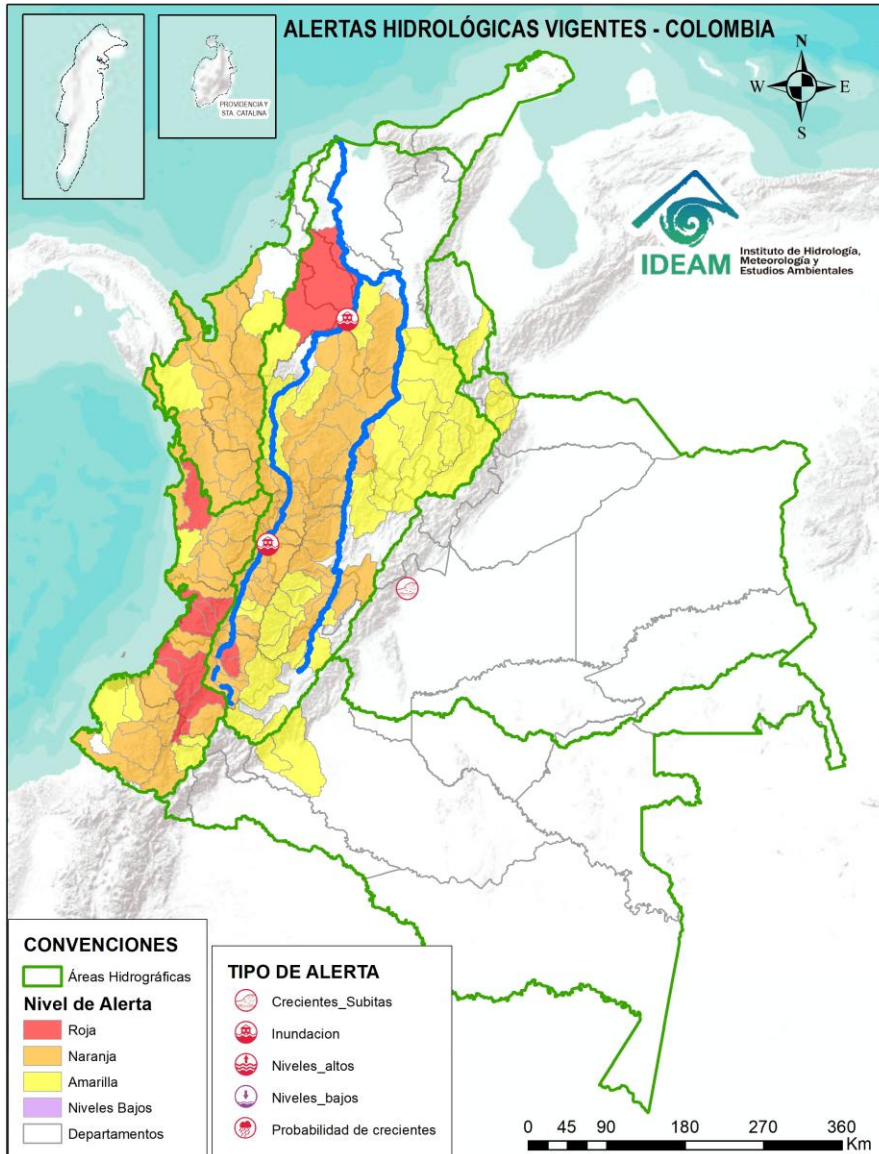 ALERTAS HIDROLÓGICAS VIGENTES - COLOMBIA
PROVIDENCIA Y
STA. CATALINA
N
W
E
S
IDEAM
Instituto de Hidrología,
Meteorología y
Estudios Ambientales
CONVENCIONES
Áreas Hidrográficas
Nivel de Alerta
Roja
Naranja
Amarilla
Niveles Bajos
Departamentos
TIPO DE ALERTA
Crecientes_Subitas
Inundacion
Niveles_altos
Niveles_bajos
Probabilidad de crecientes
0 45 90 180 270 360
Km